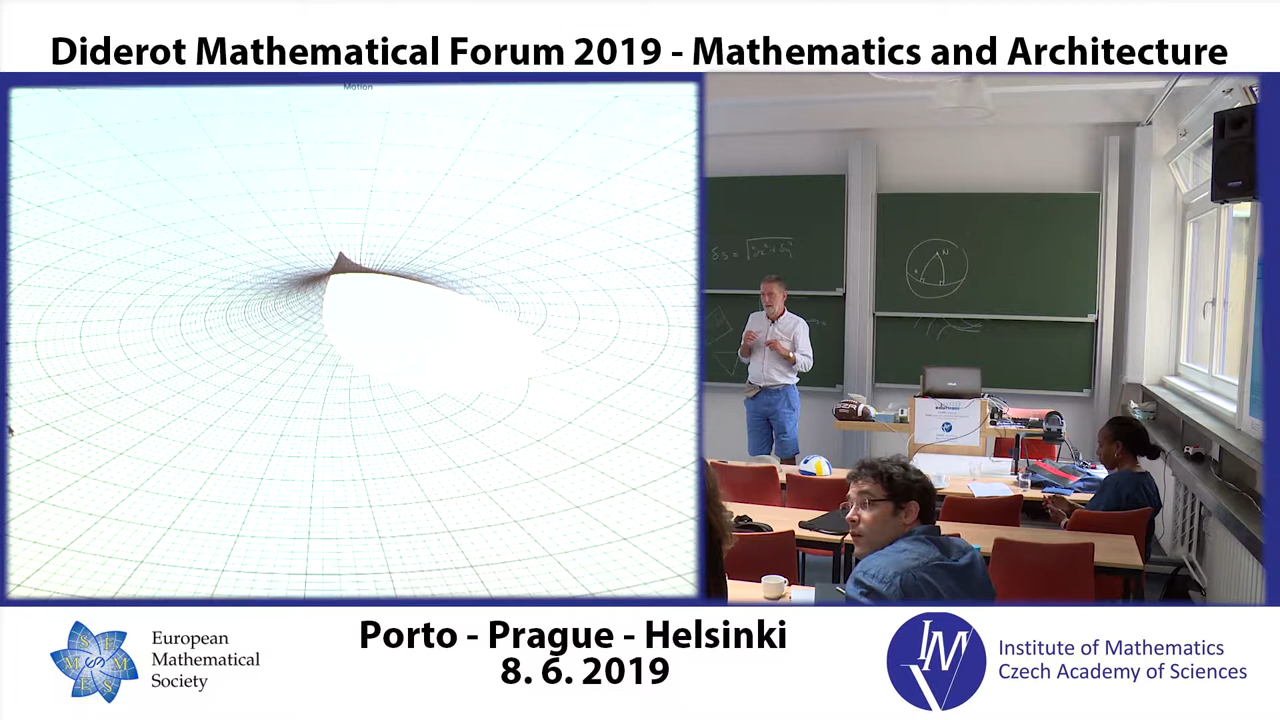 Diderot Mathematical Forum 2019 - Mathematics and Architecture
Motion
N
European
Mathematical
Society
Porto - Prague - Helsinki
8. 6. 2019
IM
Institute of Mathematics
Czech Academy of Sciences